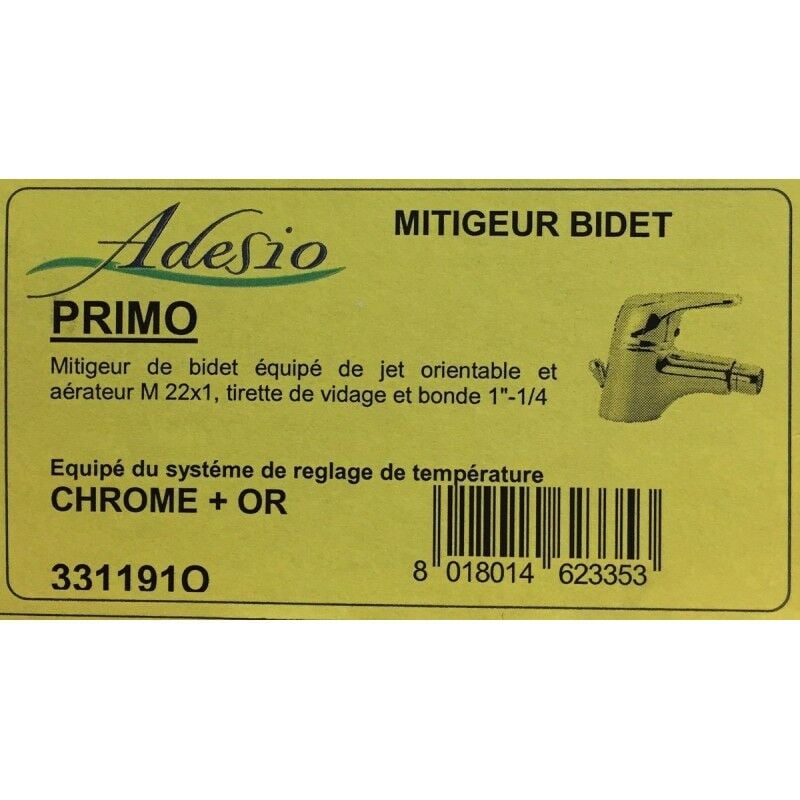 Adesio
MITIGEUR BIDET
PRIMO
Mitigeur de bidet équipé de jet orientable et
aérateur M 22x1, tirette de vidage et bonde 1"-1/4
Equipé du systéme de reglage de température
CHROME + OR
331191O
8 018014 623353